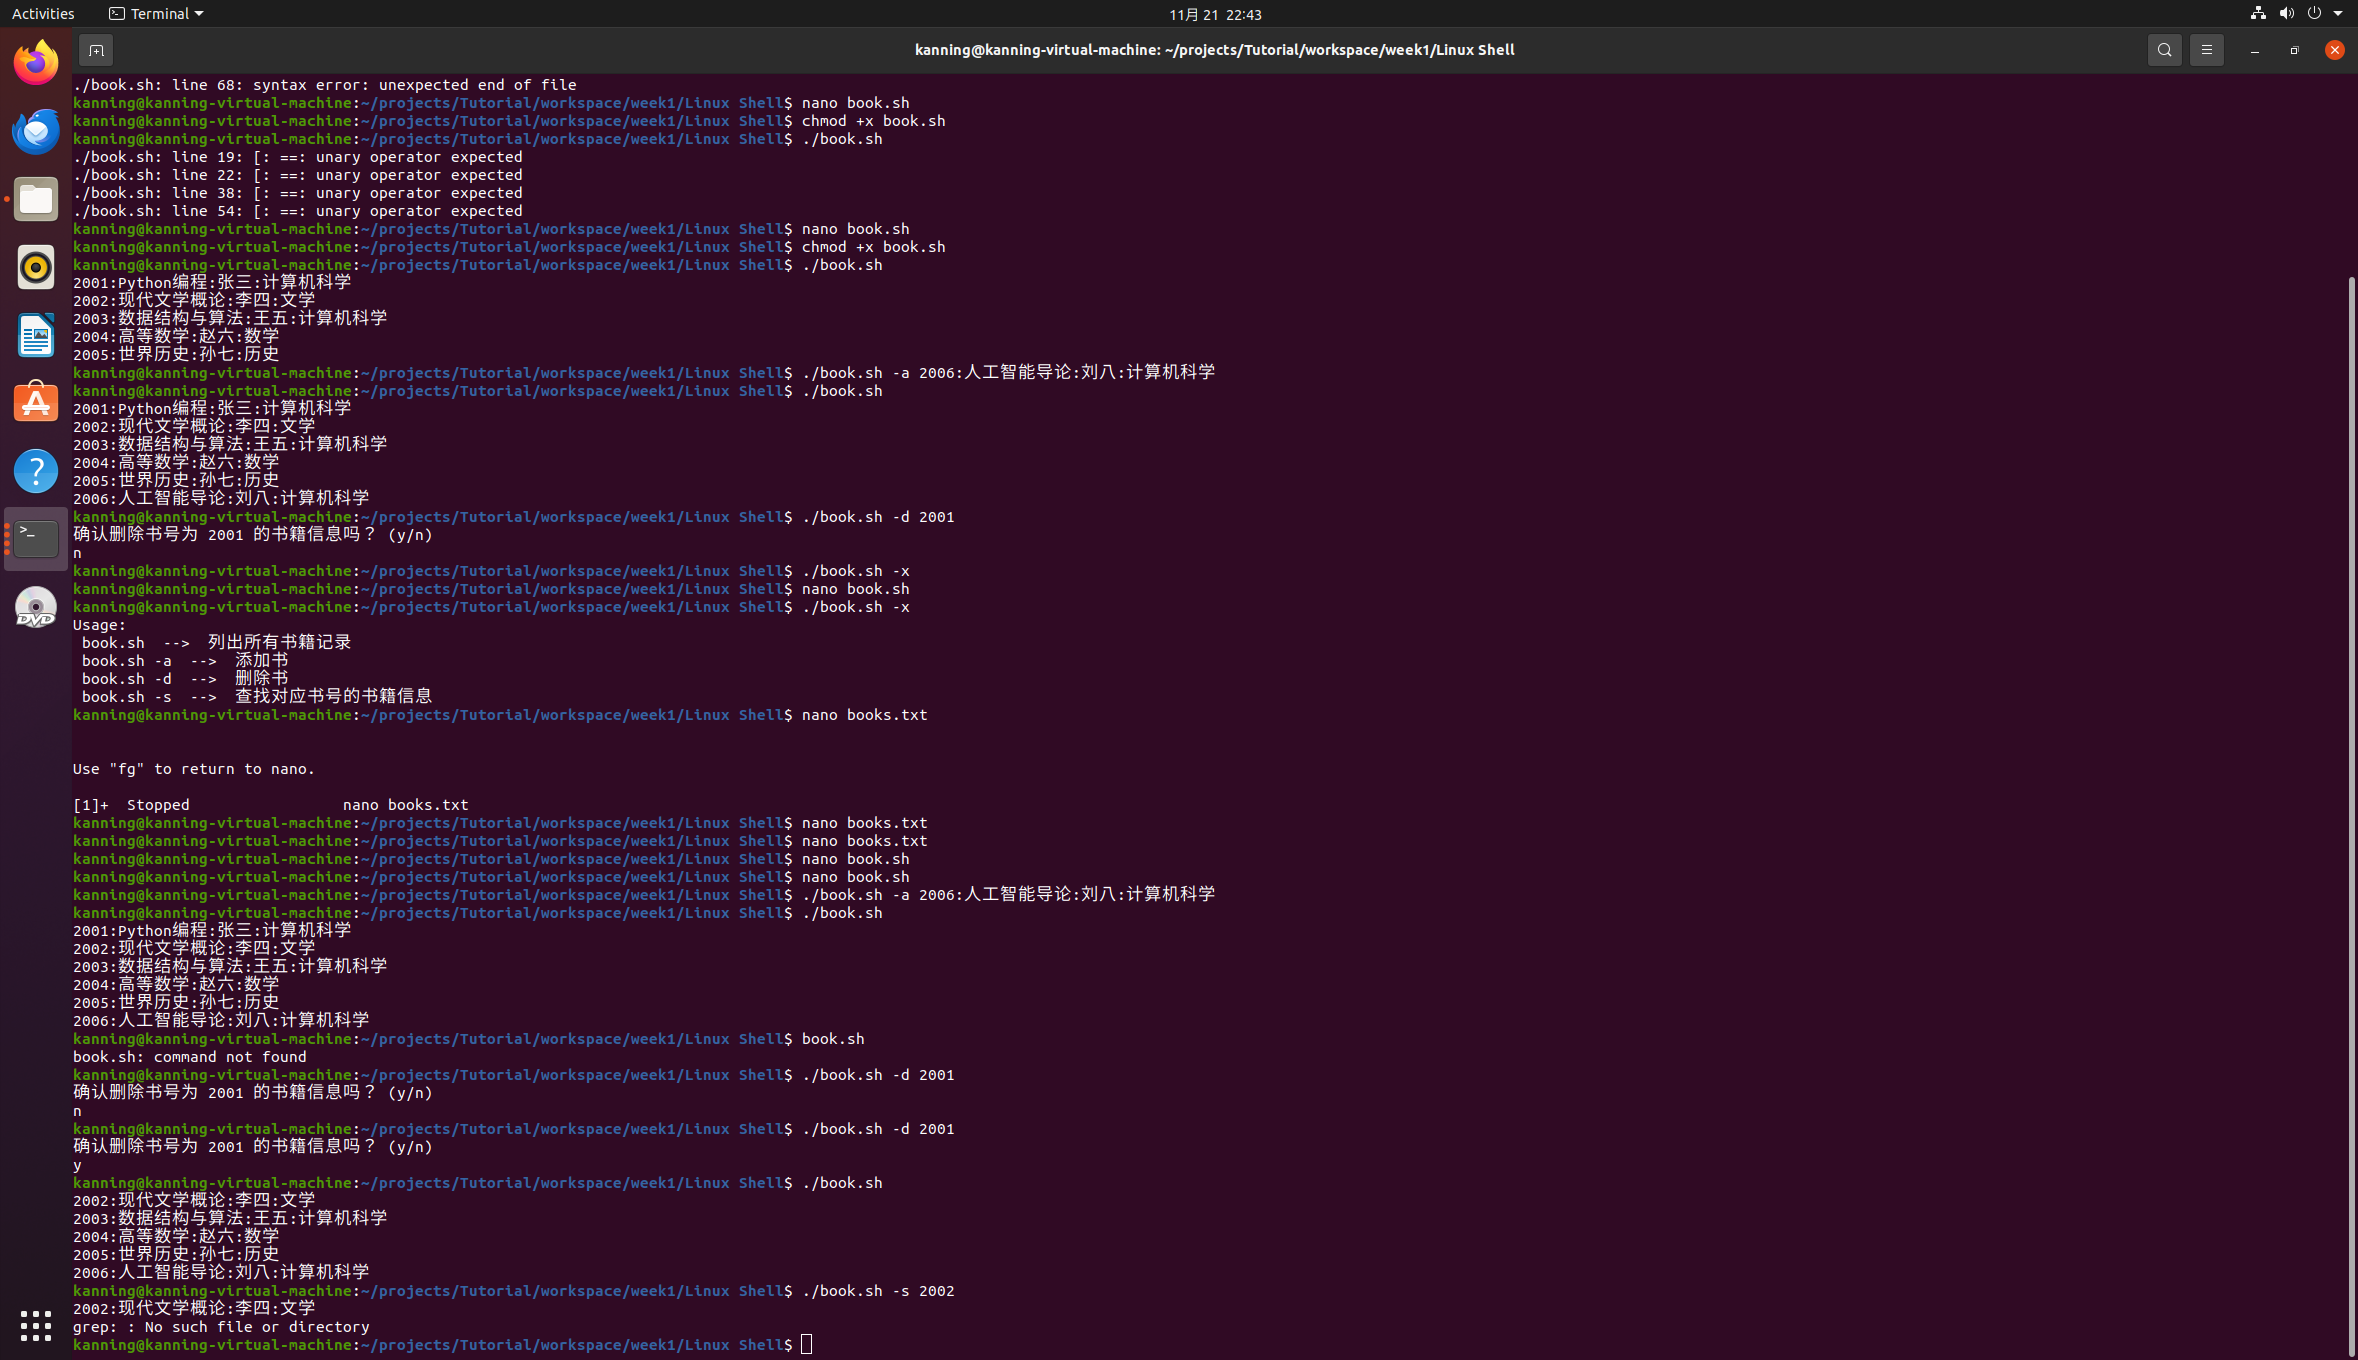 Activities
Terminal
11月 21 22:43
kanning@kanning-virtual-machine: ~/projects/Tutorial/workspace/week1/Linux Shell
./book.sh: line 68: syntax error: unexpected end of file
kanning@kanning-virtual-machine:~/projects/Tutorial/workspace/week1/Linux Shell$ nano book.sh
kanning@kanning-virtual-machine:~/projects/Tutorial/workspace/week1/Linux Shell$ chmod +x book.sh
kanning@kanning-virtual-machine:~/projects/Tutorial/workspace/week1/Linux Shell$ ./book.sh
./book.sh: line 19: [: ==: unary operator expected
./book.sh: line 22: [: ==: unary operator expected
./book.sh: line 38: [: ==: unary operator expected
./book.sh: line 54: [: ==: unary operator expected
kanning@kanning-virtual-machine:~/projects/Tutorial/workspace/week1/Linux Shell$ nano book.sh
kanning@kanning-virtual-machine:~/projects/Tutorial/workspace/week1/Linux Shell$ chmod +x book.sh
kanning@kanning-virtual-machine:~/projects/Tutorial/workspace/week1/Linux Shell$ ./book.sh
2001:Python编程:张三:计算机科学
2002:现代文学概论:李四:文学
2003:数据结构与算法:王五:计算机科学
2004:高等数学:赵六:数学
2005:世界历史:孙七:历史
kanning@kanning-virtual-machine:~/projects/Tutorial/workspace/week1/Linux Shell$ ./book.sh -a 2006:人工智能导论:刘八:计算机科学
kanning@kanning-virtual-machine:~/projects/Tutorial/workspace/week1/Linux Shell$ ./book.sh
2001:Python编程:张三:计算机科学
2002:现代文学概论:李四:文学
2003:数据结构与算法:王五:计算机科学
2004:高等数学:赵六:数学
2005:世界历史:孙七:历史
2006:人工智能导论:刘八:计算机科学
kanning@kanning-virtual-machine:~/projects/Tutorial/workspace/week1/Linux Shell$ ./book.sh -d 2001
确认删除书号为 2001 的书籍信息吗？ (y/n)
n
kanning@kanning-virtual-machine:~/projects/Tutorial/workspace/week1/Linux Shell$ ./book.sh -x
kanning@kanning-virtual-machine:~/projects/Tutorial/workspace/week1/Linux Shell$ nano book.sh
kanning@kanning-virtual-machine:~/projects/Tutorial/workspace/week1/Linux Shell$ ./book.sh -x
Usage:
book.sh --> 列出所有书籍记录
book.sh -a --> 添加书
book.sh -d --> 删除书
book.sh -s --> 查找对应书号的书籍信息
kanning@kanning-virtual-machine:~/projects/Tutorial/workspace/week1/Linux Shell$ nano books.txt
Use "fg" to return to nano.
[1]+ Stopped nano books.txt
kanning@kanning-virtual-machine:~/projects/Tutorial/workspace/week1/Linux Shell$ nano books.txt
kanning@kanning-virtual-machine:~/projects/Tutorial/workspace/week1/Linux Shell$ nano books.txt
kanning@kanning-virtual-machine:~/projects/Tutorial/workspace/week1/Linux Shell$ nano book.sh
kanning@kanning-virtual-machine:~/projects/Tutorial/workspace/week1/Linux Shell$ nano book.sh
kanning@kanning-virtual-machine:~/projects/Tutorial/workspace/week1/Linux Shell$ ./book.sh -a 2006:人工智能导论:刘八:计算机科学
kanning@kanning-virtual-machine:~/projects/Tutorial/workspace/week1/Linux Shell$ ./book.sh
2001:Python编程:张三:计算机科学
2002:现代文学概论:李四:文学
2003:数据结构与算法:王五:计算机科学
2004:高等数学:赵六:数学
2005:世界历史:孙七:历史
2006:人工智能导论:刘八:计算机科学
kanning@kanning-virtual-machine:~/projects/Tutorial/workspace/week1/Linux Shell$ book.sh
book.sh: command not found
kanning@kanning-virtual-machine:~/projects/Tutorial/workspace/week1/Linux Shell$ ./book.sh -d 2001
确认删除书号为 2001 的书籍信息吗？ (y/n)
n
kanning@kanning-virtual-machine:~/projects/Tutorial/workspace/week1/Linux Shell$ ./book.sh -d 2001
确认删除书号为 2001 的书籍信息吗？ (y/n)
y
kanning@kanning-virtual-machine:~/projects/Tutorial/workspace/week1/Linux Shell$ ./book.sh
2002:现代文学概论:李四:文学
2003:数据结构与算法:王五:计算机科学
2004:高等数学:赵六:数学
2005:世界历史:孙七:历史
2006:人工智能导论:刘八:计算机科学
kanning@kanning-virtual-machine:~/projects/Tutorial/workspace/week1/Linux Shell$ ./book.sh -s 2002
2002:现代文学概论:李四:文学
grep: : No such file or directory
kanning@kanning-virtual-machine:~/projects/Tutorial/workspace/week1/Linux Shell$
DVD